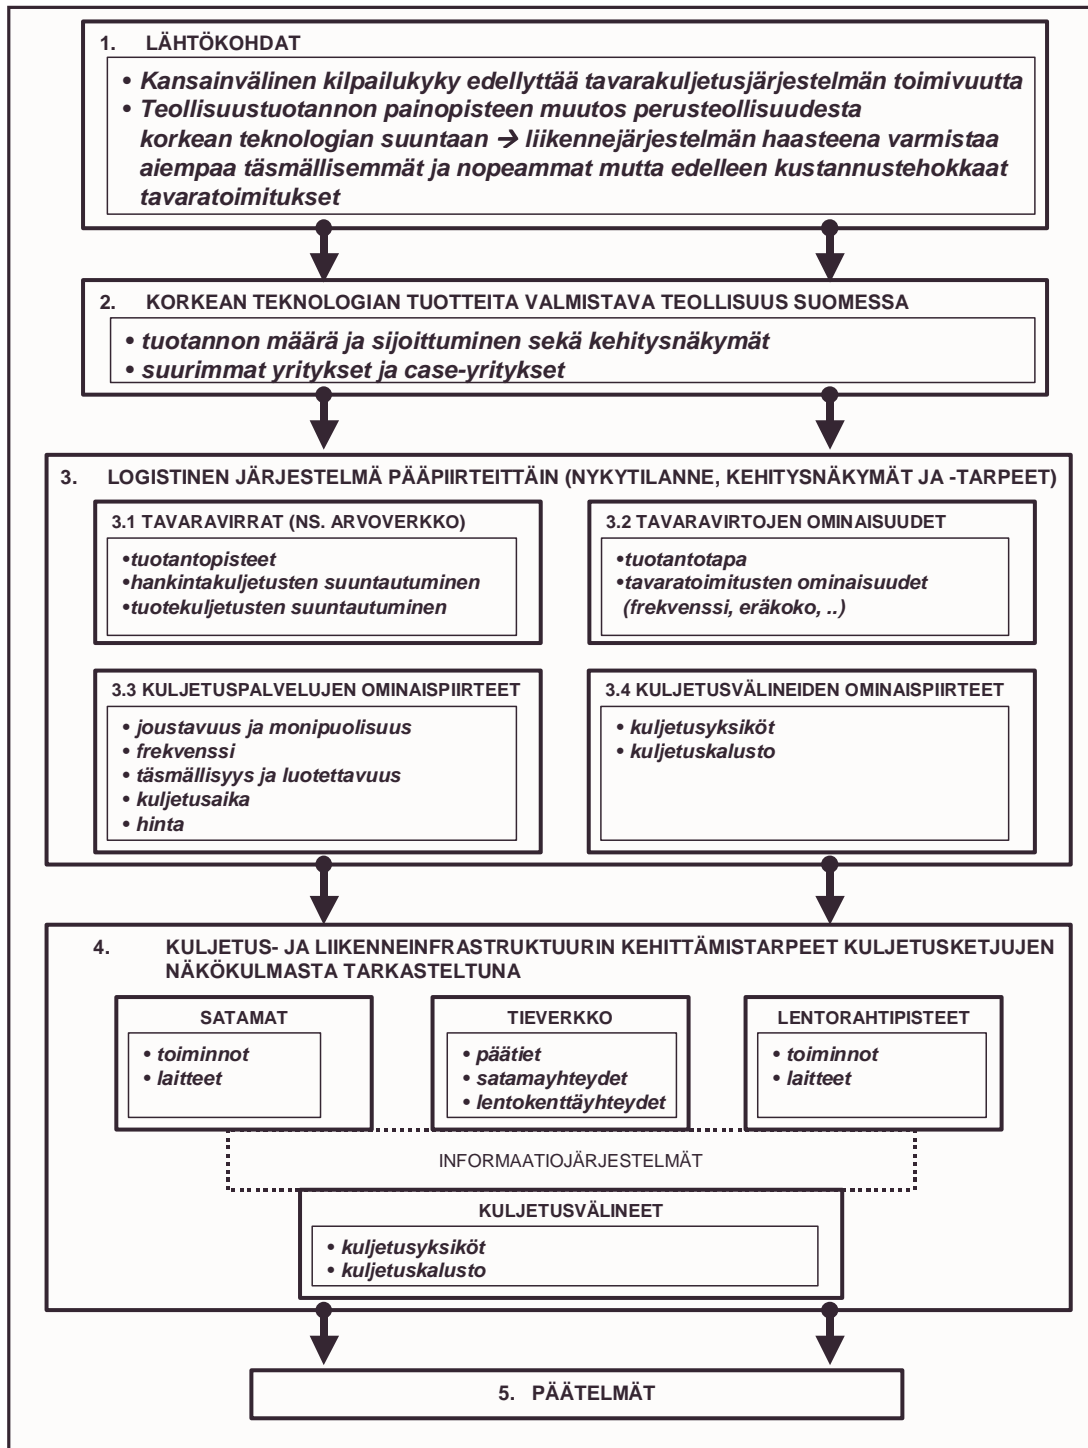 1. LÄHTÖKOHDAT
• Kansainvälinen kilpailukyky edellyttää tavarakuljetusjärjestelmän toimivuutta
• Teollisuustuotannon painopisteen muutos perusteollisuudesta
korkean teknologian suuntaan → liikennejärjestelmän haasteena varmistaa
aiempaa täsmällisemmät ja nopeammat mutta edelleen kustannustehokkaat
tavaratoimitukset
2. KORKEAN TEKNOLOGIAN TUOTTEITA VALMISTAVA TEOLLISUUS SUOMESSA
• tuotannon määrä ja sijoittuminen sekä kehitysnäkymät
• suurimmat yritykset ja case-yritykset
3. LOGISTINEN JÄRJESTELMÄ PÄÄPIIRTEITTÄIN (NYKYTILANNE, KEHITYSNÄKYMÄT JA -TARPEET)
3.1 TAVARAVIRRAT (NS. ARVOVERKKO)
•tuotantopisteet
•hankintakuljetusten suuntautuminen
•tuotekuljetusten suuntautuminen
3.2 TAVARAVIRTOJEN OMINAISUUDET
•tuotantotapa
•tavaratoimitusten ominaisuudet
(frekvenssi, eräkoko, ..)
3.3 KULJETUSPALVELUJEN OMINAISPIIRTEET
• joustavuus ja monipuolisuus
• frekvenssi
• täsmällisyys ja luotettavuus
• kuljetusaika
• hinta
3.4 KULJETUSVÄLINEIDEN OMINAISPIIRTEET
• kuljetusyksiköt
• kuljetuskalusto
4. KULJETUS- JA LIIKENNEINFRASTRUKTUURIN KEHITTÄMISTARPEET KULJETUSKETJUJEN
NÄKÖKULMASTA TARKASTELTUNA
SATAMAT
• toiminnot
• laitteet
TIEVERKKO
• päätiet
• satamayhteydet
• lentokenttäyhteydet
LENTORAHTIPISTEET
• toiminnot
• laitteet
INFORMAATIOJÄRJESTELMÄT
KULJETUSVÄLINEET
• kuljetusyksiköt
• kuljetuskalusto
5. PÄÄTELMÄT